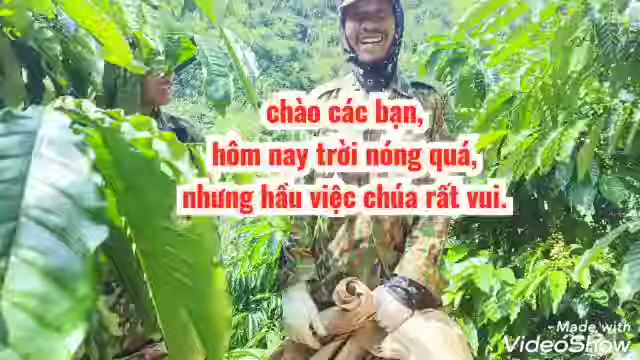 chào các bạn,
hôm nay trời nóng quá,
nhưng hầu việc chúa rất vui.
Made with
VideoShow